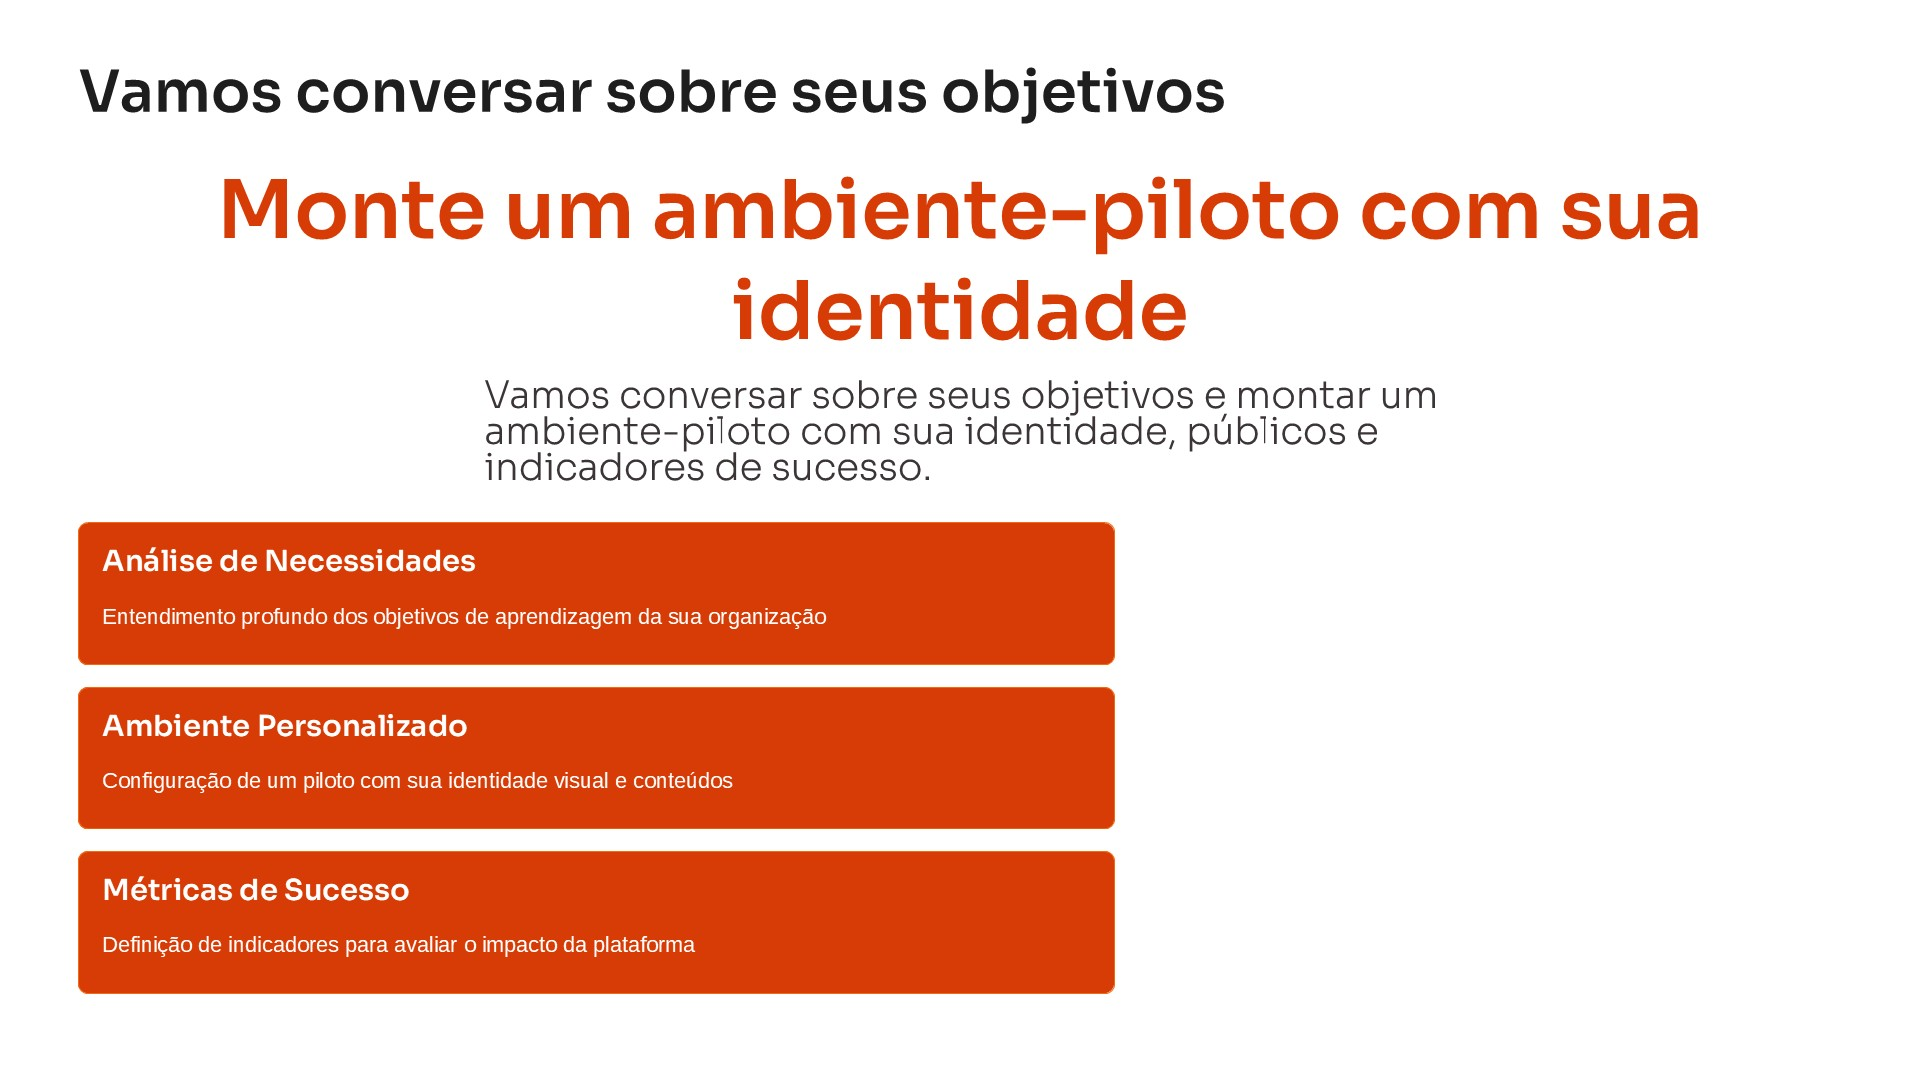 Vamos conversar sobre seus objetivos
Monte um ambiente-piloto com sua
identidade
Vamos conversar sobre seus objetivos e montar um
ambiente-piloto com sua identidade, públicos e
indicadores de sucesso.
Análise de Necessidades
Entendimento profundo dos objetivos de aprendizagem da sua organização
Ambiente Personalizado
Configuração de um piloto com sua identidade visual e conteúdos
Métricas de Sucesso
Definição de indicadores para avaliar o impacto da plataforma